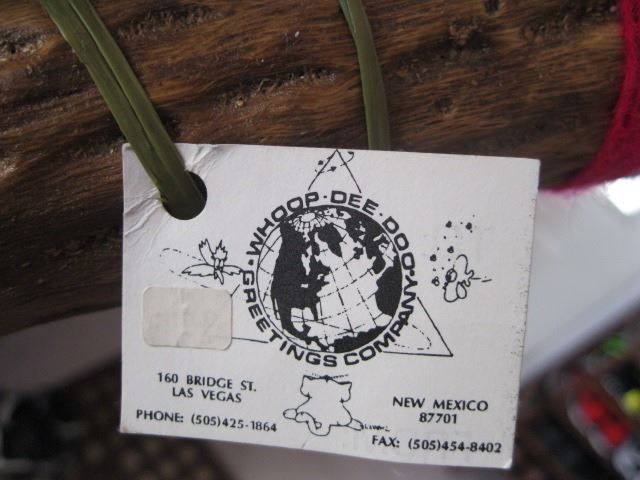 WHOOP·DEE·DOO·
GREETINGS COMPANY·
160 BRIDGE ST.
LAS VEGAS
PHONE: (505)425-1864
NEW MEXICO
87701
FAX: (505)454-8402